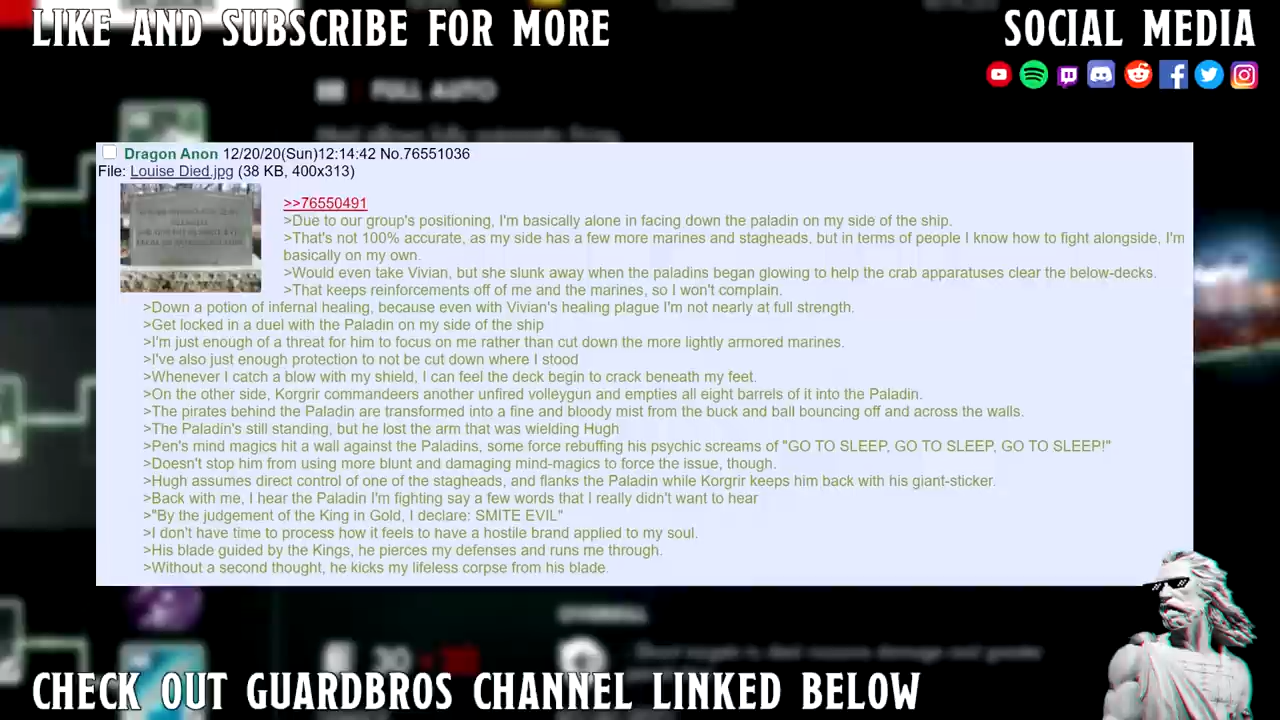 LIKE AND SUBSCRIBE FOR MORE
SOCIAL MEDIA
FULL AUTO
Dragon Anon 12/20/20(Sun)12:14:42 No.76551036
File: Louise Died.jpg (38 KB, 400x313)
>>76550491
>Due to our group's positioning, I'm basically alone in facing down the paladin on my side of the ship.
>That's not 100% accurate, as my side has a few more marines and stagheads, but in terms of people I know how to fight alongside, I'm
basically on my own.
>Would even take Vivian, but she slunk away when the paladins began glowing to help the crab apparatuses clear the below-decks.
>That keeps reinforcements off of me and the marines, so I won't complain.
>Down a potion of infernal healing, because even with Vivian's healing plague I'm not nearly at full strength.
>Get locked in a duel with the Paladin on my side of the ship
>I'm just enough of a threat for him to focus on me rather than cut down the more lightly armored marines.
>I've also just enough protection to not be cut down where I stood
>Whenever I catch a blow with my shield, I can feel the deck begin to crack beneath my feet.
>On the other side, Korgrir commandeers another unfired volleygun and empties all eight barrels of it into the Paladin.
>The pirates behind the Paladin are transformed into a fine and bloody mist from the buck and ball bouncing off and across the walls.
>The Paladin's still standing, but he lost the arm that was wielding Hugh
>Pen's mind magics hit a wall against the Paladins, some force rebuffing his psychic screams of "GO TO SLEEP, GO TO SLEEP, GO TO SLEEP!"
>Doesn't stop him from using more blunt and damaging mind-magics to force the issue, though.
>Hugh assumes direct control of one of the stagheads, and flanks the Paladin while Korgrir keeps him back with his giant-sticker.
>Back with me, I hear the Paladin I'm fighting say a few words that I really didn't want to hear
>"By the judgement of the King in Gold, I declare: SMITE EVIL"
>I don't have time to process how it feels to have a hostile brand applied to my soul.
>His blade guided by the Kings, he pierces my defenses and runs me through.
>Without a second thought, he kicks my lifeless corpse from his blade.
30
CHECK OUT GUARDBROS CHANNEL LINKED BELOW